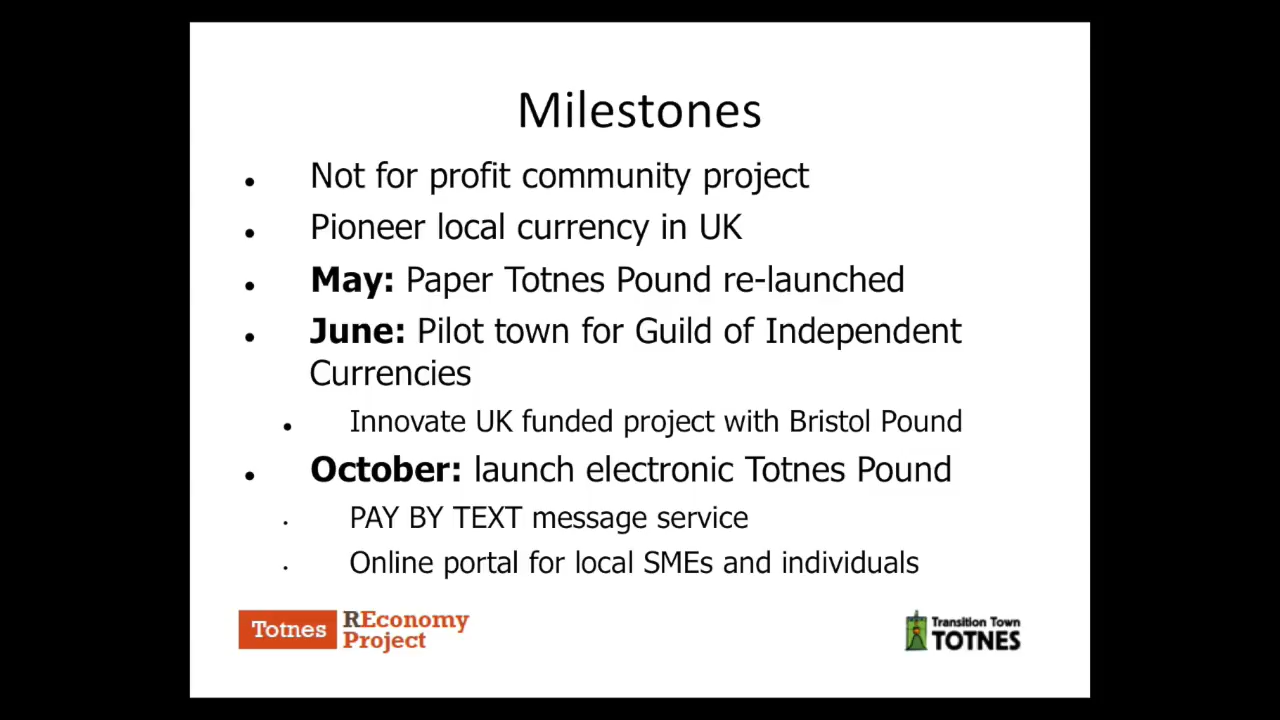 Milestones
● Not for profit community project
● Pioneer local currency in UK
● May: Paper Totnes Pound re-launched
● June: Pilot town for Guild of Independent
Currencies
● Innovate UK funded project with Bristol Pound
● October: launch electronic Totnes Pound
• PAY BY TEXT message service
• Online portal for local SMEs and individuals
Totnes
REconomy
Project
Transition Town
TOTNES